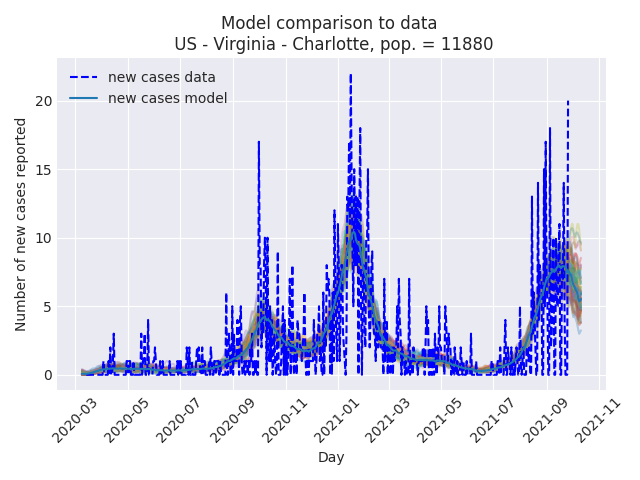 Model comparison to data
US - Virginia - Charlotte, pop. = 11880
new cases data
new cases model
Number of new cases reported
20
15
10
5
0
2020-03
2020-05
2020-07
2020-09
2020-11
2021-01
2021-03
2021-05
2021-07
2021-09
2021-11
Day